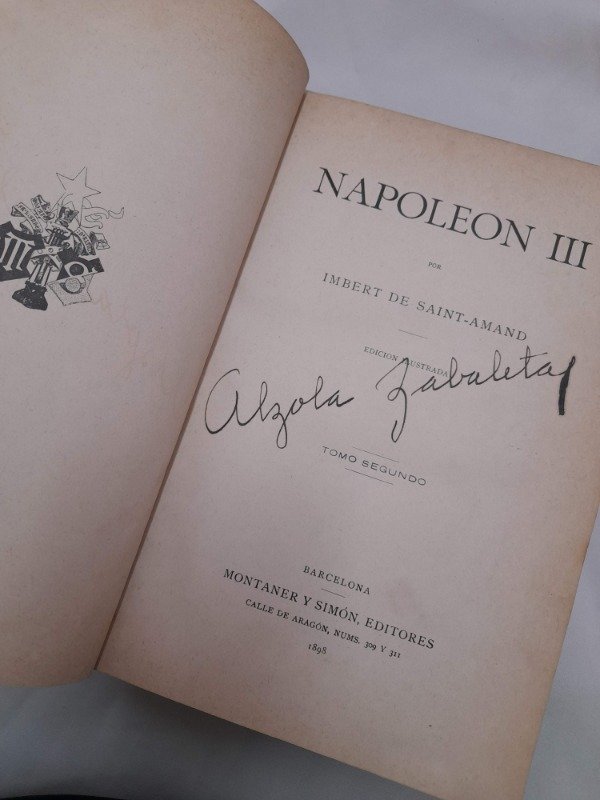 NAPOLEON III
POR
IMBERT DE SAINT-AMAND
EDICIÓN ILUSTRADA
Alzola Zabaleta
TOMO SEGUNDO
BARCELONA
MONTANER Y SIMÓN, EDITORES
CALLE DE ARAGÓN, NUMS. 309 Y 311
1898